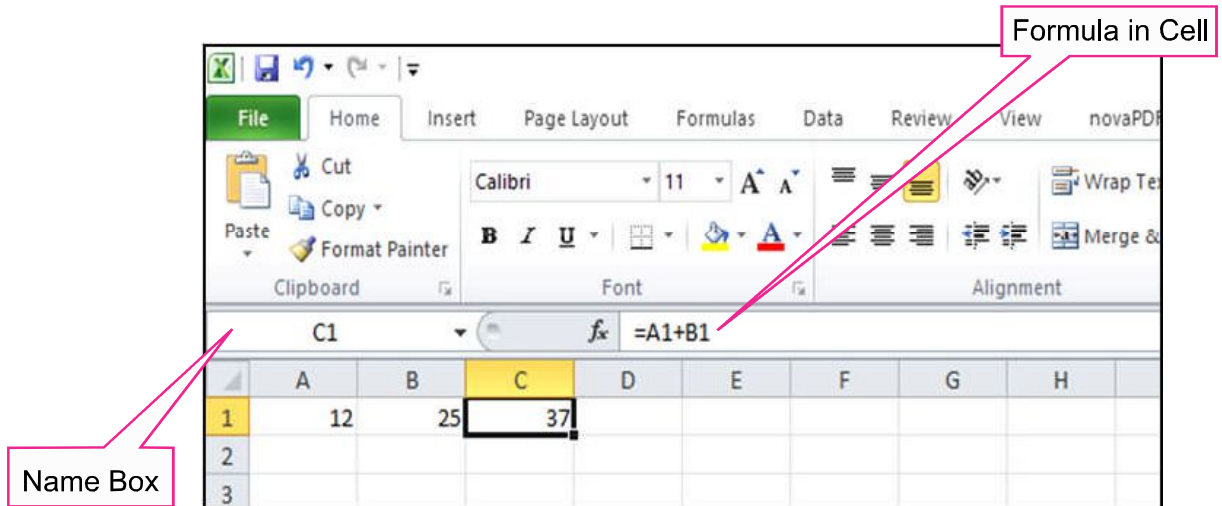 Formula in Cell
File Home Insert Page Layout Formulas Data Review View novaPDF
Cut
Calibri 11 A A Wrap
Copy
Paste B I U A Merge &
Format Painter
Clipboard Font Alignment
C1 fx =A1+B1
A B C D E F G H
1 12 25 37
2
Name Box
3